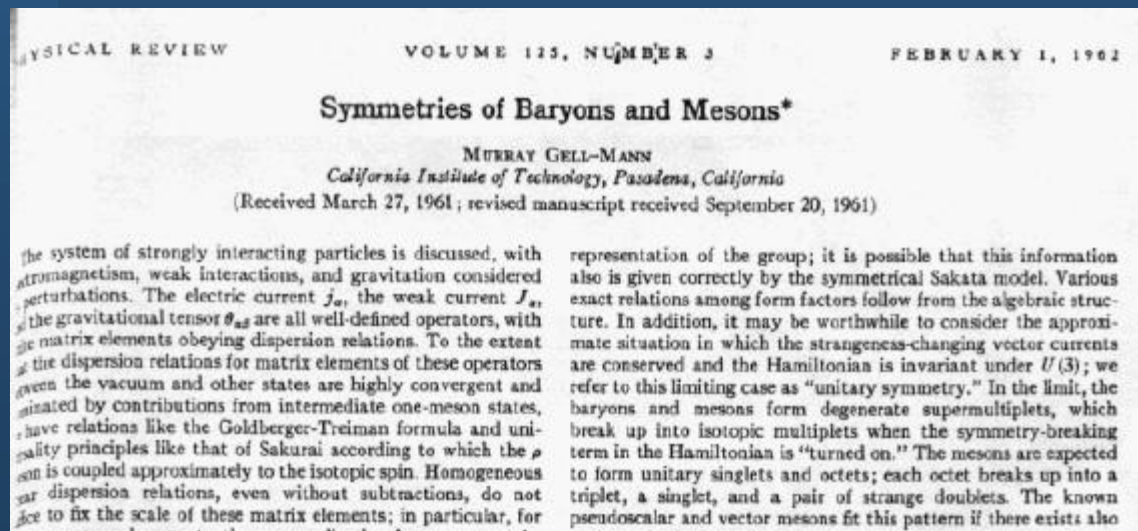 YSICAL REVIEW VOLUME 125, NUMBER 3 FEBRUARY 1, 1962
Symmetries of Baryons and Mesons*
MURRAY GELL-MANN
California Institute of Technology, Pasadena, California
(Received March 27, 1961; revised manuscript received September 20, 1961)
the system of strongly interacting particles is discussed, with
tromagnetism, weak interactions, and gravitation considered
perturbations. The electric current jα, the weak current Jα,
the gravitational tensor θαβ are all well-defined operators, with
matrix elements obeying dispersion relations. To the extent
the dispersion relations for matrix elements of these operators
ween the vacuum and other states are highly convergent and
minated by contributions from intermediate one-meson states,
have relations like the Goldberger-Treiman formula and uni-
ality principles like that of Sakurai according to which the ρ
son is coupled approximately to the isotopic spin. Homogeneous
ar dispersion relations, even without subtractions, do not
fice to fix the scale of these matrix elements; in particular, for
representation of the group; it is possible that this information
also is given correctly by the symmetrical Sakata model. Various
exact relations among form factors follow from the algebraic struc-
ture. In addition, it may be worthwhile to consider the approxi-
mate situation in which the strangeness-changing vector currents
are conserved and the Hamiltonian is invariant under U(3); we
refer to this limiting case as "unitary symmetry." In the limit, the
baryons and mesons form degenerate supermultiplets, which
break up into isotopic multiplets when the symmetry-breaking
term in the Hamiltonian is "turned on." The mesons are expected
to form unitary singlets and octets; each octet breaks up into a
triplet, a singlet, and a pair of strange doublets. The known
pseudoscalar and vector mesons fit this pattern if there exists also